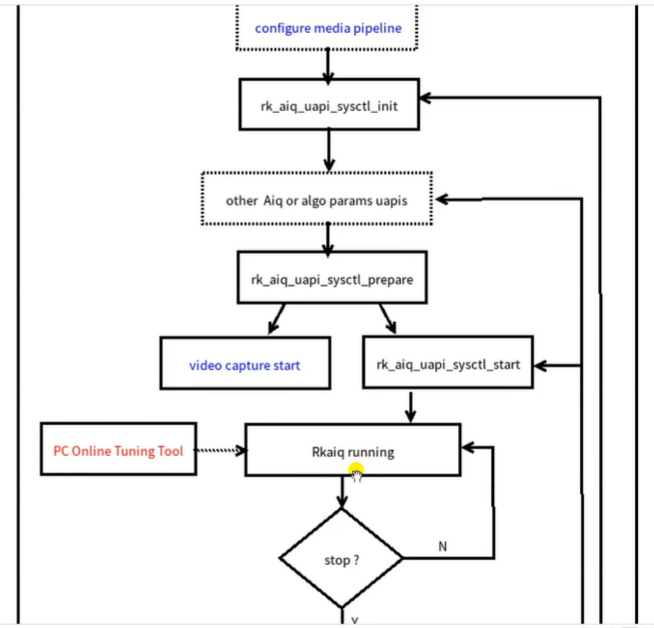 configure media pipeline
rk_aiq_uapi_sysctl_init
other Aiq or algo params uapis
rk_aiq_uapi_sysctl_prepare
video capture start
rk_aiq_uapi_sysctl_start
PC Online Tuning Tool
Rkaiq running
stop ?
N